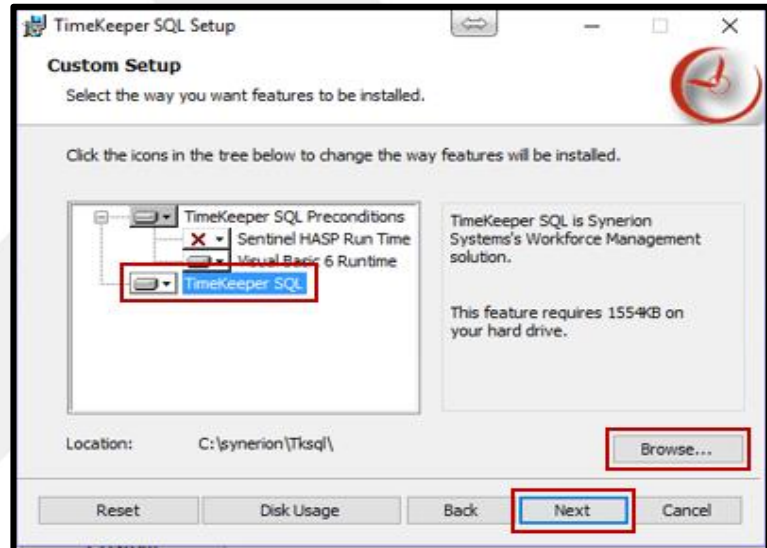 TimeKeeper SQL Setup
Custom Setup
Select the way you want features to be installed.
Click the icons in the tree below to change the way features will be installed.
TimeKeeper SQL Preconditions
Sentinel HASP Run Time
Visual Basic 6 Runtime
TimeKeeper SQL
TimeKeeper SQL is Synerion
Systems's Workforce Management
solution.
This feature requires 1554KB on
your hard drive.
Location: C:\synerion\Tksql\
Browse...
Reset Disk Usage Back Next Cancel